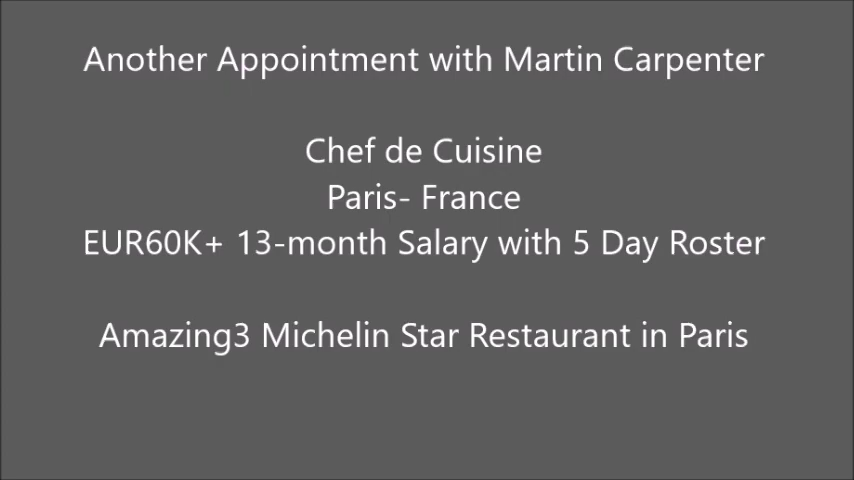 Another Appointment with Martin Carpenter
Chef de Cuisine
Paris- France
EUR60K+ 13-month Salary with 5 Day Roster
Amazing3 Michelin Star Restaurant in Paris